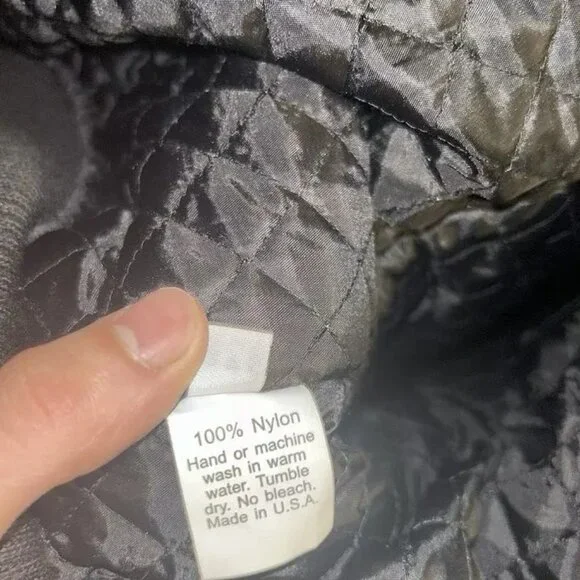 100% Nylon
Hand or machine
wash in warm
water. Tumble
dry. No bleach.
Made in U.S.A.